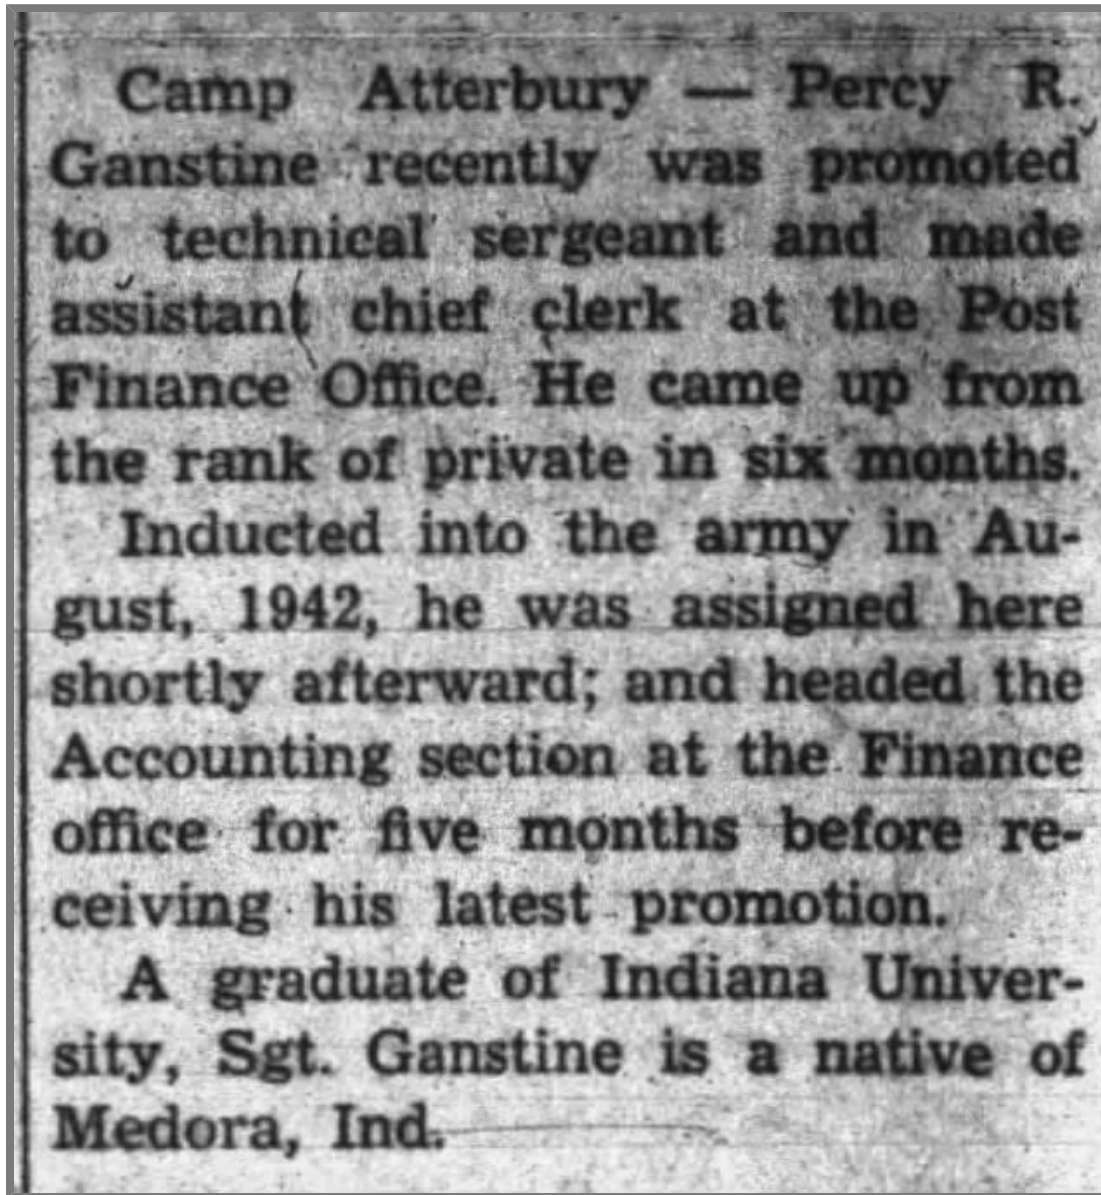 Camp Atterbury — Percy R.
Ganstine recently was promoted
to technical sergeant and made
assistant chief clerk at the Post
Finance Office. He came up from
the rank of private in six months.
Inducted into the army in Au-
gust, 1942, he was assigned here
shortly afterward; and headed the
Accounting section at the Finance
office for five months before re-
ceiving his latest promotion.
A graduate of Indiana Univer-
sity, Sgt. Ganstine is a native of
Medora, Ind.